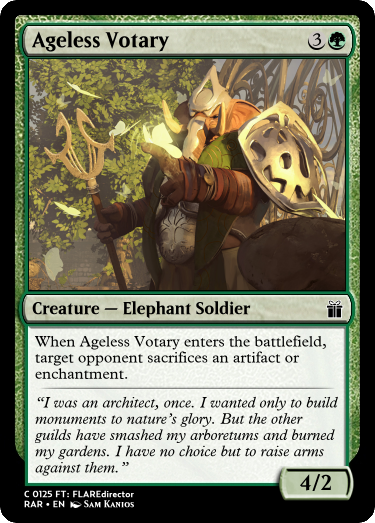 Ageless Votary 3
Creature — Elephant Soldier
When Ageless Votary enters the battlefield,
target opponent sacrifices an artifact or
enchantment.
“I was an architect, once. I wanted only to build
monuments to nature’s glory. But the other
guilds have smashed my arboretums and burned
my gardens. I have no choice but to raise arms
against them.”
4/2
C 0125 FT: FLAREdirector
RAR • EN Sam Kanios